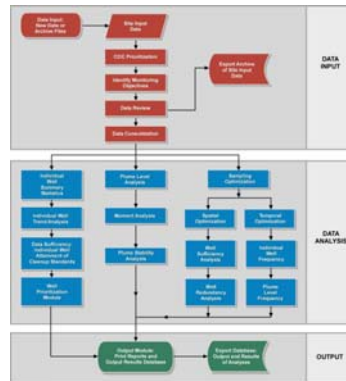 Data Input:
New Data or
Archive Files
Site Input
Data
COC Prioritization
Identify Monitoring
Objectives
Data Review
Data Consolidation
Export Archive
of Site Input
Data
DATA
INPUT
Individual
Well
Summary
Statistics
Individual Well
Trend Analysis
Data Sufficiency
Individual Well
Attainment of
Cleanup Standards
Well
Prioritization
Module
Plume Level
Analysis
Moment Analysis
Plume Stability
Analysis
Sampling
Optimization
Spatial
Optimization
Well
Sufficiency
Analysis
Well
Redundancy
Analysis
Temporal
Optimization
Individual
Well
Frequency
Plume
Level
Frequency
DATA
ANALYSIS
Output Module
Print Reports and
Output Results Database
Export Database:
Output and Results
of Analyses
OUTPUT